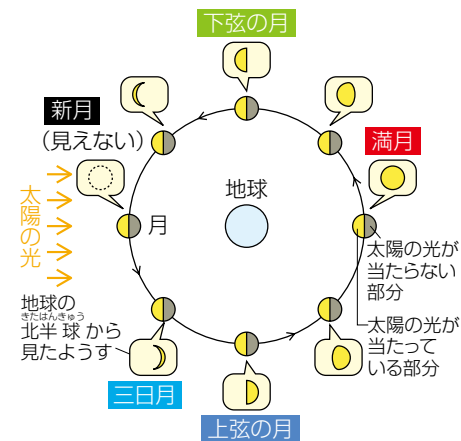 下弦の月
新月
（見えない）
満月
太陽の光
月
地球
太陽の光が
当たらない
部分
太陽の光が
当たって
いる部分
地球の
きたはんきゅう
北半球から
見たようす
三日月
上弦の月